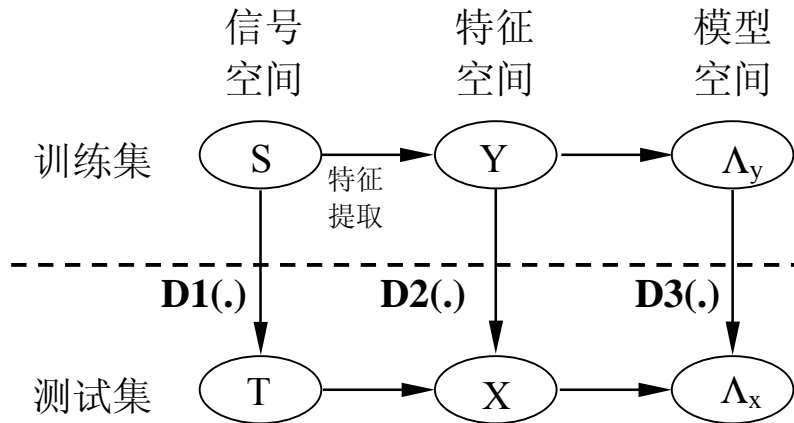 信号
空间
特征
空间
模型
空间
训练集
S
Y
Λy
特征
提取
D1(.)
D2(.)
D3(.)
测试集
T
X
Λx